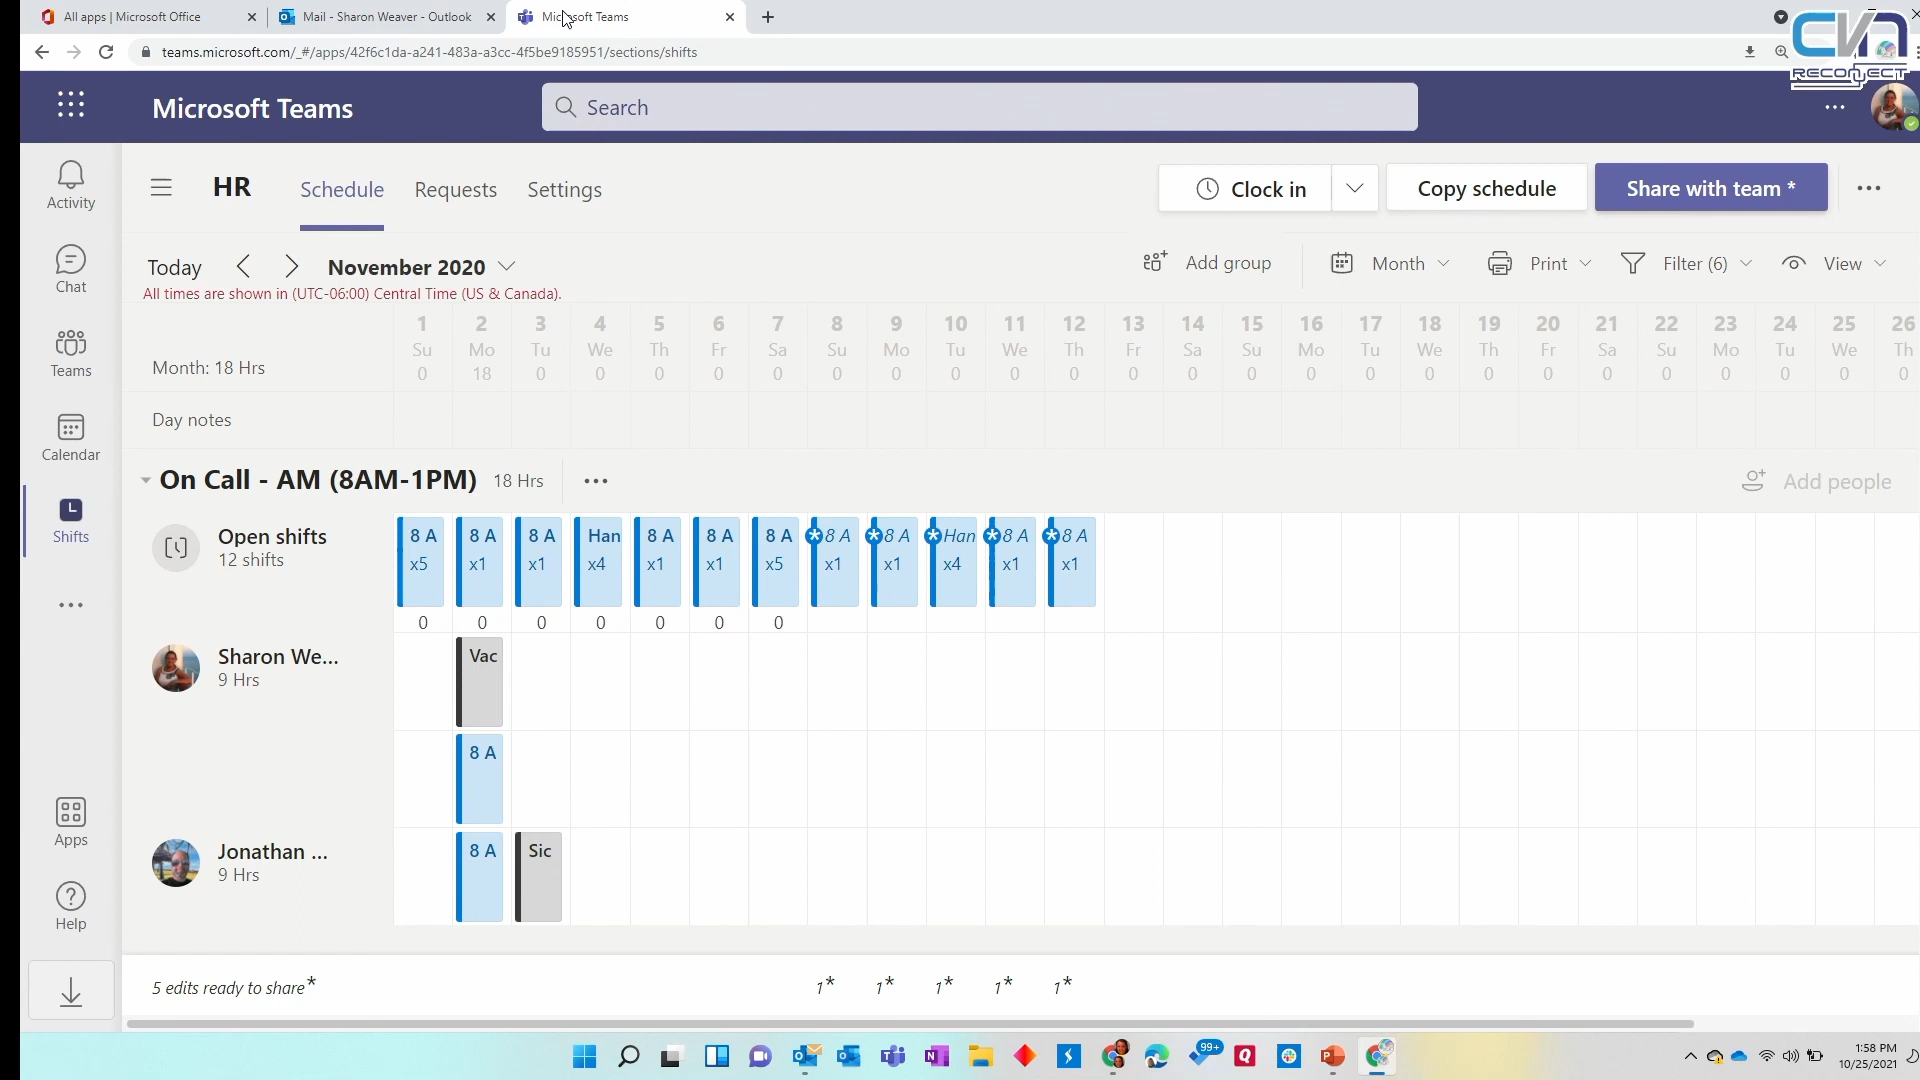 All apps | Microsoft Office
Mail - Sharon Weaver - Outlook
Microsoft Teams
teams.microsoft.com/_#/apps/42f6c1da-a241-483a-a3cc-4f5be9185951/sections/shifts
CVN
RECONJECT
Microsoft Teams
Search
Activity
Chat
Teams
Calendar
Shifts
Apps
Help
HR
Schedule
Requests
Settings
Clock in
Copy schedule
Share with team *
Today
November 2020
All times are shown in (UTC-06:00) Central Time (US & Canada).
Add group
Month
Print
Filter (6)
View
1 2 3 4 5 6 7 8 9 10 11 12 13 14 15 16 17 18 19 20 21 22 23 24 25 26
Su Mo Tu We Th Fr Sa Su Mo Tu We Th Fr Sa Su Mo Tu We Th Fr Sa Su Mo Tu We Th
Month: 18 Hrs
0 18 0 0 0 0 0 0 0 0 0 0 0 0 0 0 0 0 0 0 0 0 0 0 0 0
Day notes
On Call - AM (8AM-1PM) 18 Hrs
Add people
Open shifts
12 shifts
8 A 8 A 8 A Han 8 A 8 A 8 A *8 A *8 A *Han *8 A *8 A
x5 x1 x1 x4 x1 x1 x5 x1 x1 x4 x1 x1
0 0 0 0 0 0 0
Sharon We...
9 Hrs
Vac
8 A
Jonathan ...
9 Hrs
8 A Sic
5 edits ready to share*
1* 1* 1* 1* 1*
99+
1:58 PM
10/25/2021